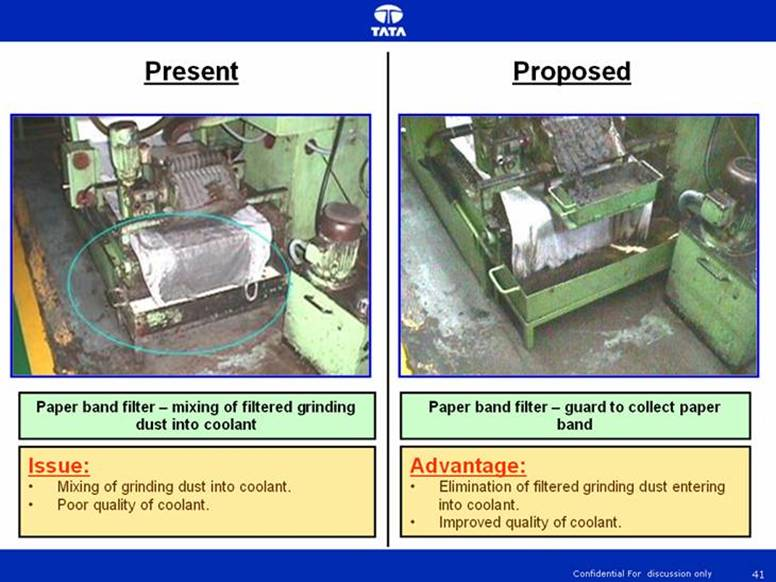 TATA
Present
Paper band filter – mixing of filtered grinding
dust into coolant
Issue:
• Mixing of grinding dust into coolant.
• Poor quality of coolant.
Proposed
Paper band filter – guard to collect paper
band
Advantage:
• Elimination of filtered grinding dust entering
into coolant.
• Improved quality of coolant.
Confidential For discussion only
41